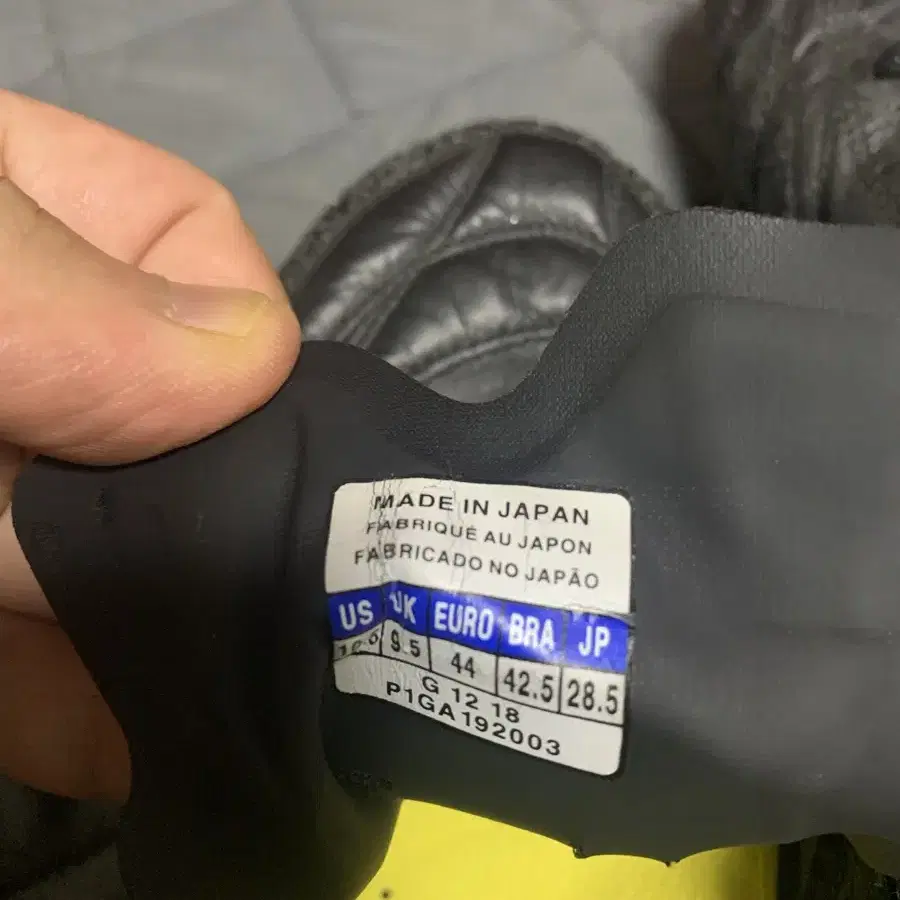 MADE IN JAPAN
FABRIQUÉ AU JAPON
FABRICADO NO JAPÃO
US UK EURO BRA JP
9.5 44 42.5 28.5
G 12 18
P1GA192003